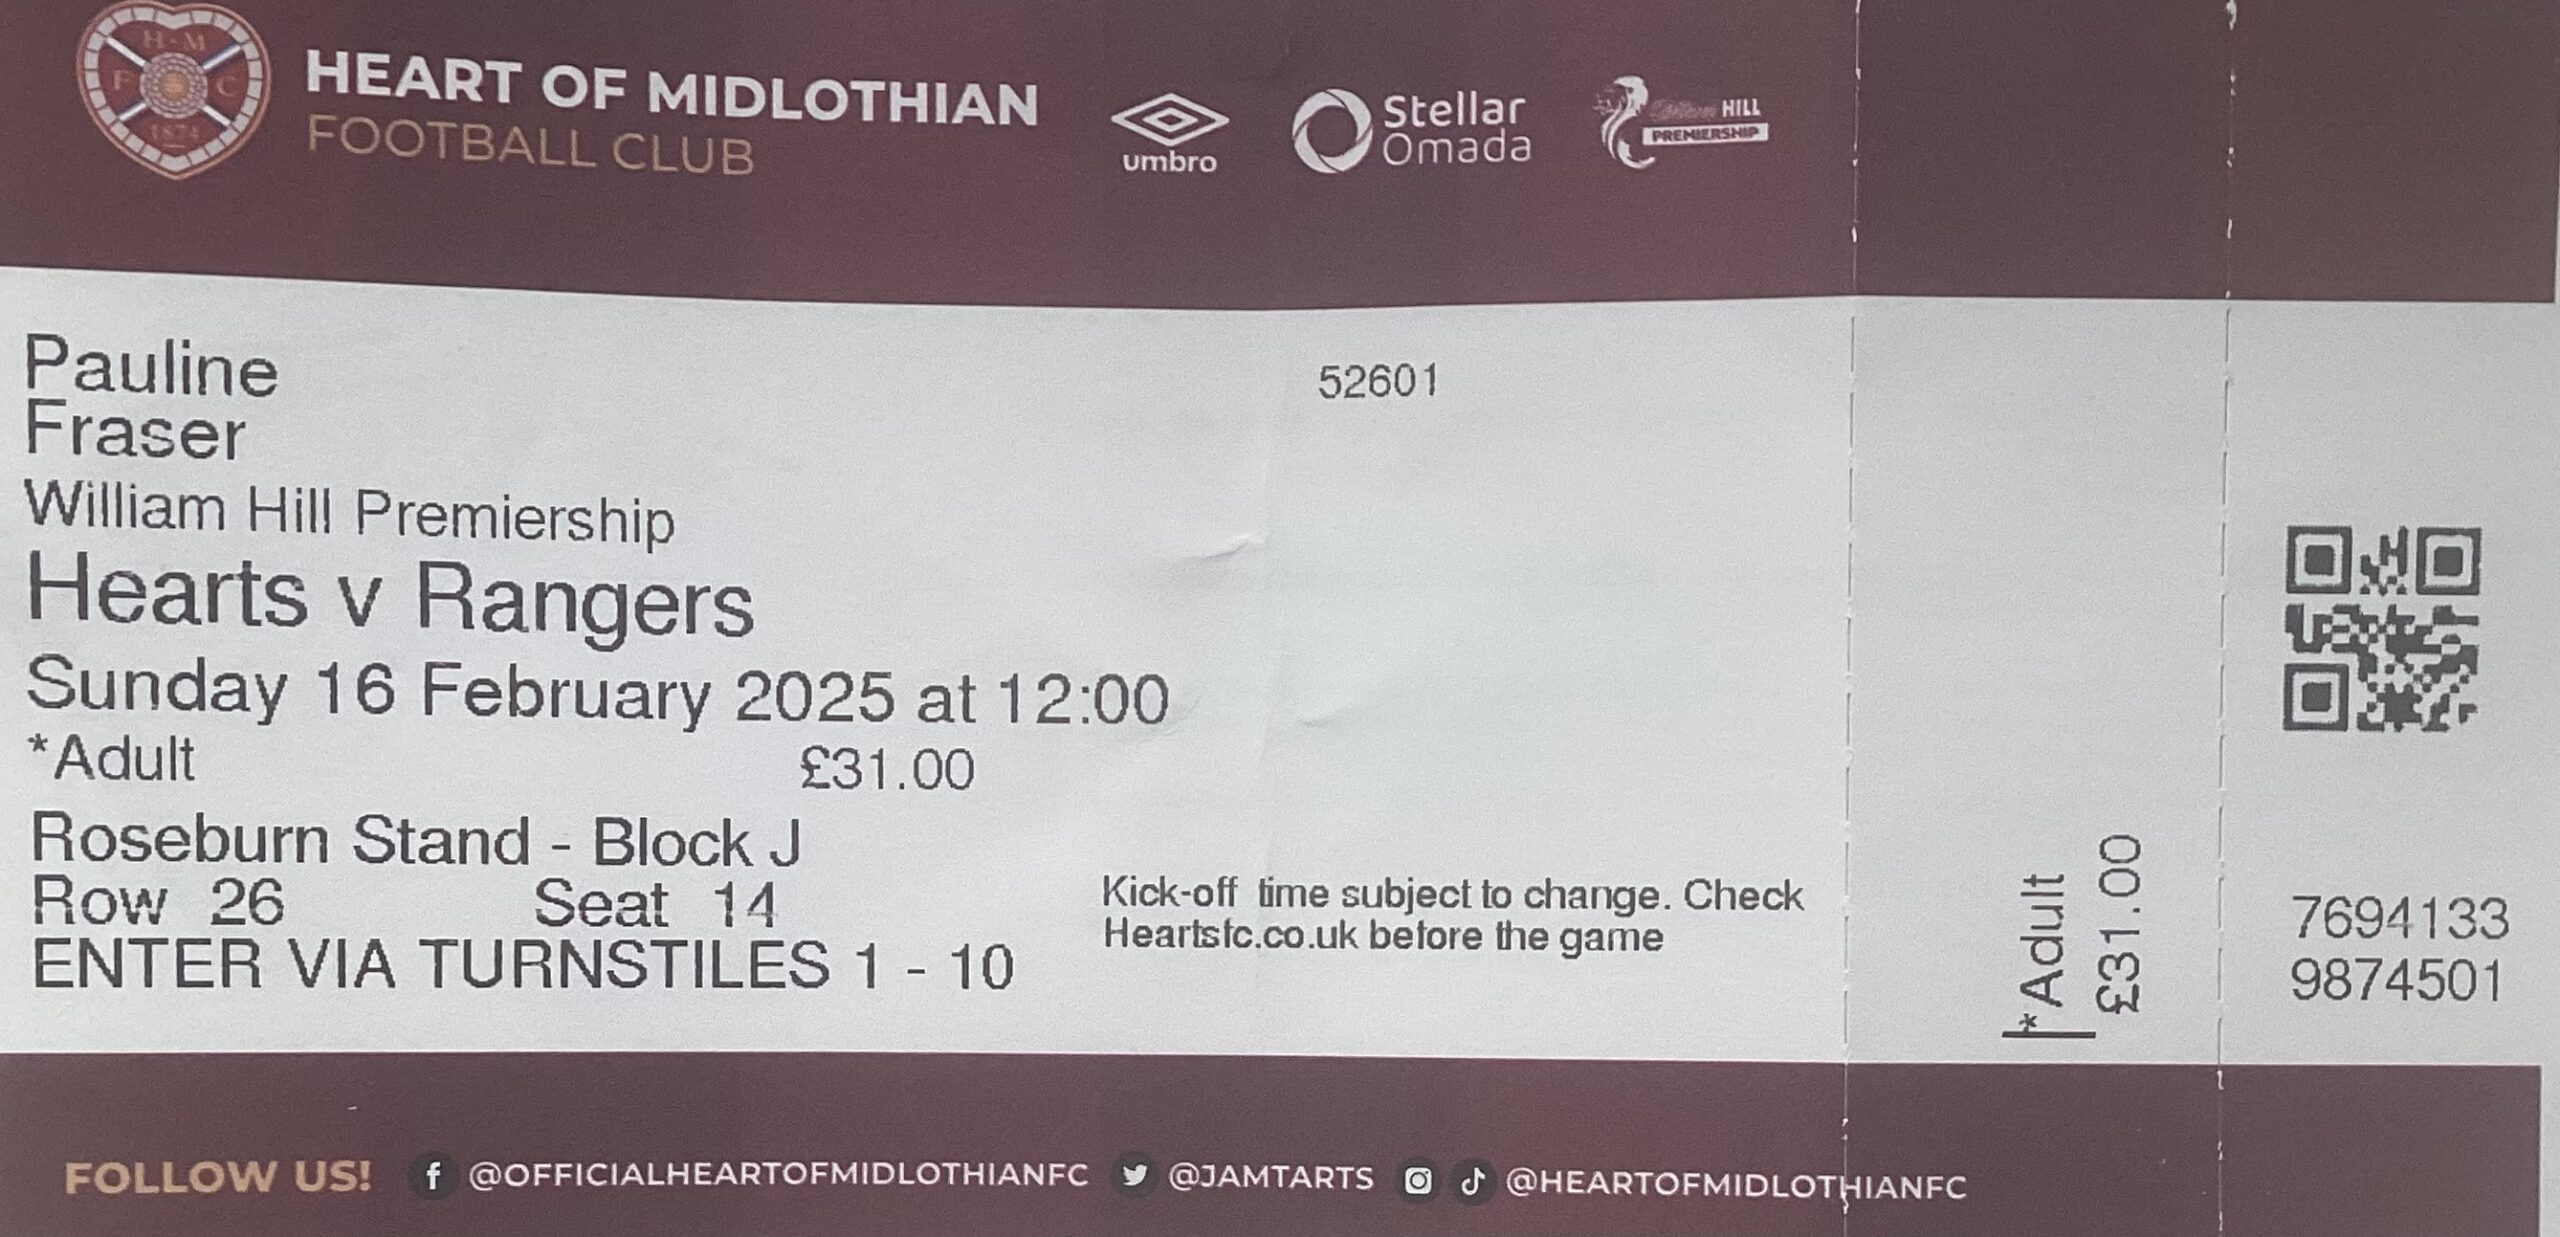 H·M
F C
1874
HEART OF MIDLOTHIAN
FOOTBALL CLUB
umbro
Stellar
Omada
William HILL
PREMIERSHIP
Pauline
Fraser
52601
William Hill Premiership
Hearts v Rangers
Sunday 16 February 2025 at 12:00
*Adult £31.00
Roseburn Stand - Block J
Row 26 Seat 14
ENTER VIA TURNSTILES 1 - 10
Kick-off time subject to change. Check
Heartsfc.co.uk before the game
*Adult
£31.00
7694133
9874501
FOLLOW US! f @OFFICIALHEARTOFMIDLOTHIANFC @JAMTARTS @HEARTOFMIDLOTHIANFC